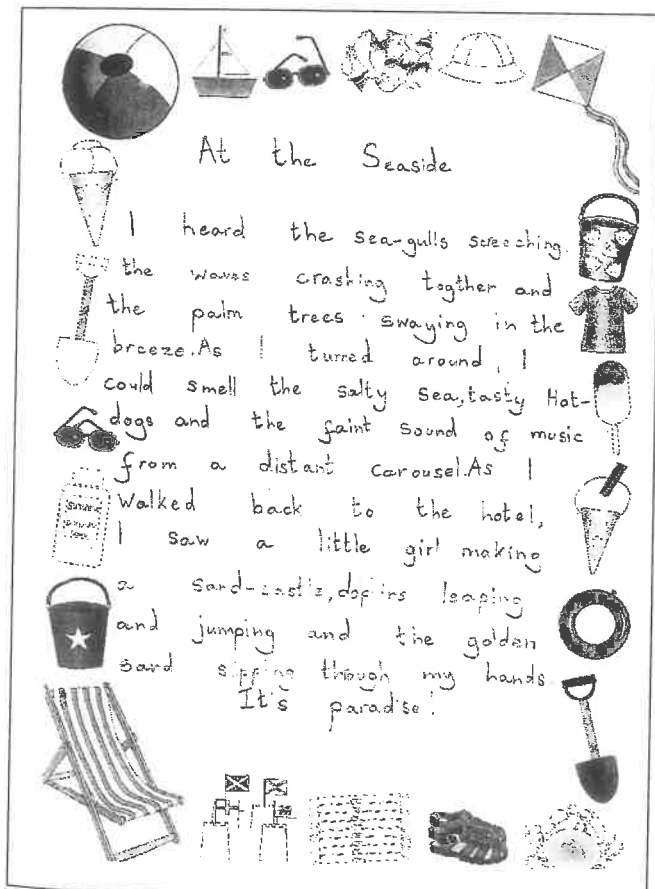 At the Seaside
I heard the sea-gulls screeching
the waves crashing togther and
the palm trees swaying in the
breeze.As I turned around, I
could smell the salty sea,tasty Hot-
dogs and the faint sound of music
from a distant carousel.As I
Walked back to the hotel,
I saw a little girl making
a sand-castle, leaping
and jumping and the golden
sand through my hands
It's paradise!